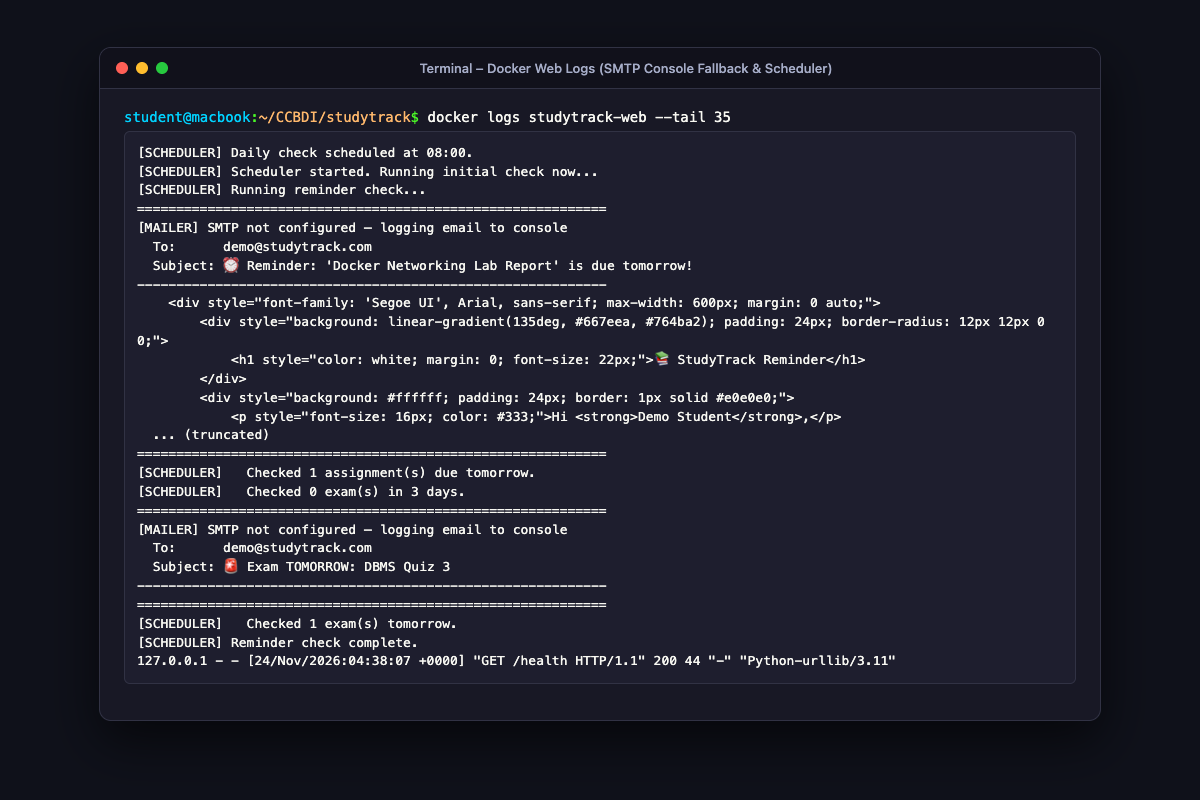 Terminal – Docker Web Logs (SMTP Console Fallback & Scheduler)
student@macbook:~/CCBDI/studytrack$ docker logs studytrack-web --tail 35
[SCHEDULER] Daily check scheduled at 08:00.
[SCHEDULER] Scheduler started. Running initial check now...
[SCHEDULER] Running reminder check...
============================================================
[MAILER] SMTP not configured — logging email to console
  To:      demo@studytrack.com
  Subject: ⏰ Reminder: 'Docker Networking Lab Report' is due tomorrow!
------------------------------------------------------------
    <div style="font-family: 'Segoe UI', Arial, sans-serif; max-width: 600px; margin: 0 auto;">
        <div style="background: linear-gradient(135deg, #667eea, #764ba2); padding: 24px; border-radius: 12px 12px 0
0;">
            <h1 style="color: white; margin: 0; font-size: 22px;">📚 StudyTrack Reminder</h1>
        </div>
        <div style="background: #ffffff; padding: 24px; border: 1px solid #e0e0e0;">
            <p style="font-size: 16px; color: #333;">Hi <strong>Demo Student</strong>,</p>
  ... (truncated)
============================================================
[SCHEDULER]   Checked 1 assignment(s) due tomorrow.
[SCHEDULER]   Checked 0 exam(s) in 3 days.
============================================================
[MAILER] SMTP not configured — logging email to console
  To:      demo@studytrack.com
  Subject: 🚨 Exam TOMORROW: DBMS Quiz 3
------------------------------------------------------------
============================================================
[SCHEDULER]   Checked 1 exam(s) tomorrow.
[SCHEDULER] Reminder check complete.
127.0.0.1 - - [24/Nov/2026:04:38:07 +0000] "GET /health HTTP/1.1" 200 44 "-" "Python-urllib/3.11"